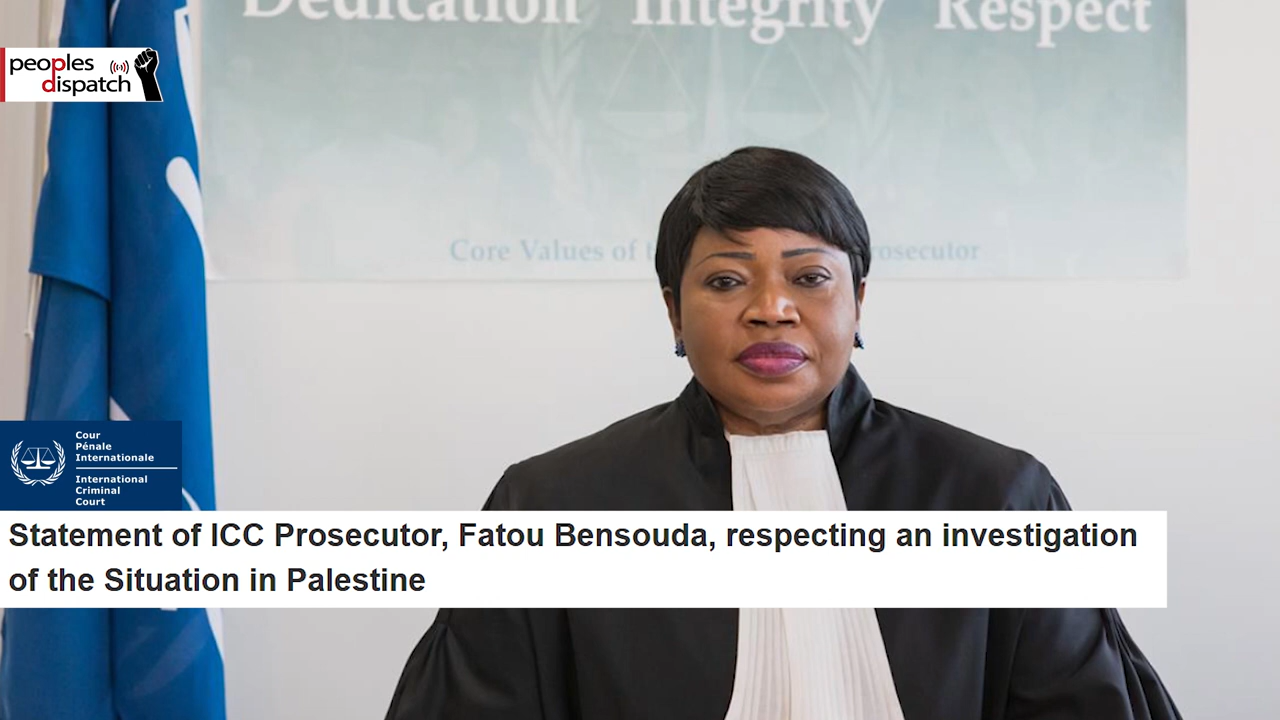 Dedication Integrity Respect
peoples
dispatch
Core Values of
Prosecutor
Cour
Pénale
Internationale
International
Criminal
Court
Statement of ICC Prosecutor, Fatou Bensouda, respecting an investigation
of the Situation in Palestine